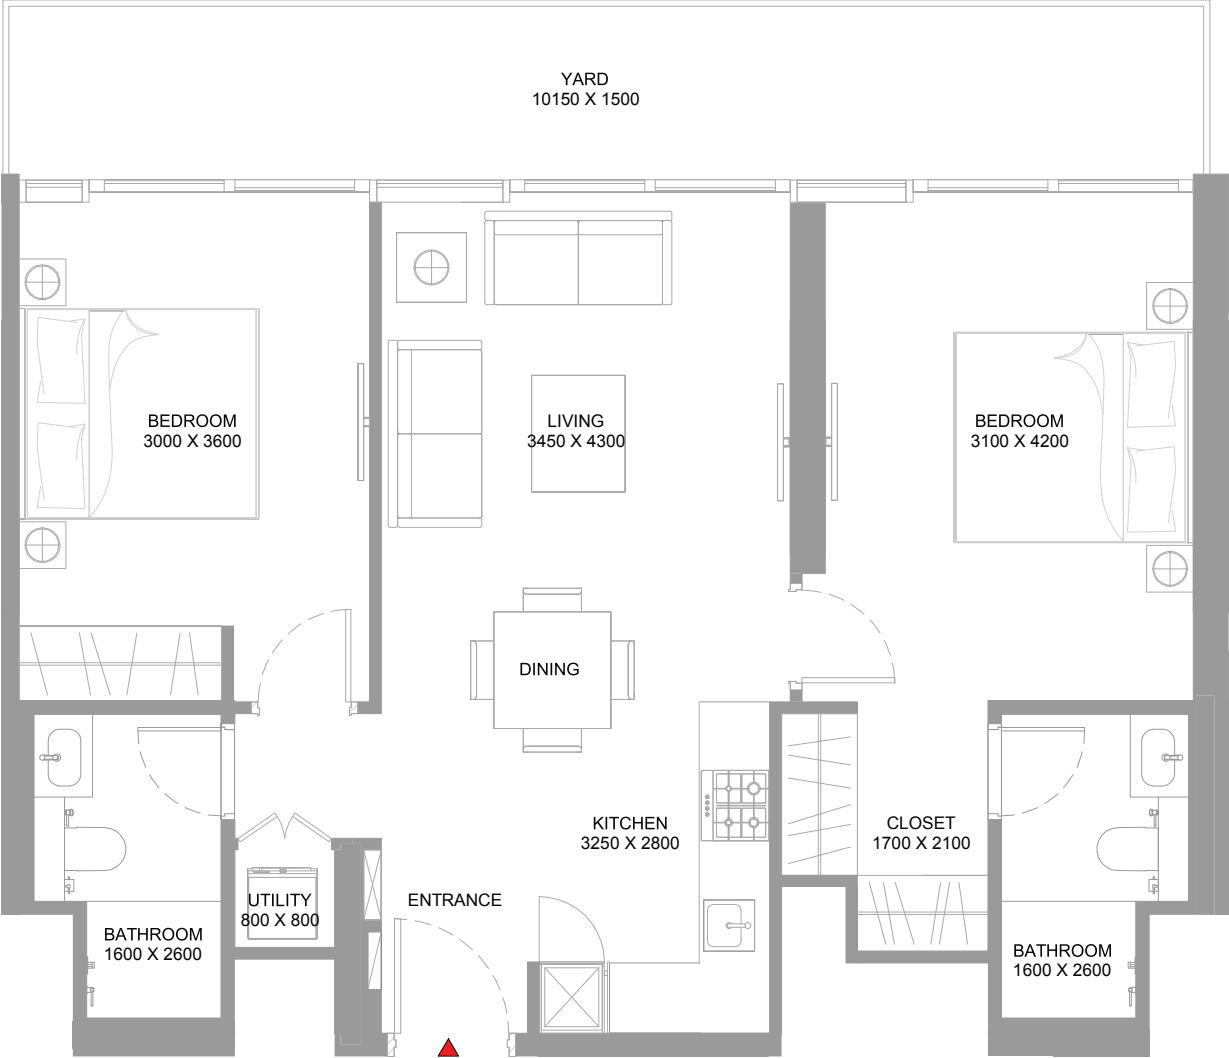 YARD
10150 X 1500
BEDROOM
3000 X 3600
LIVING
3450 X 4300
BEDROOM
3100 X 4200
DINING
KITCHEN
3250 X 2800
CLOSET
1700 X 2100
UTILITY
800 X 800
ENTRANCE
BATHROOM
1600 X 2600
BATHROOM
1600 X 2600